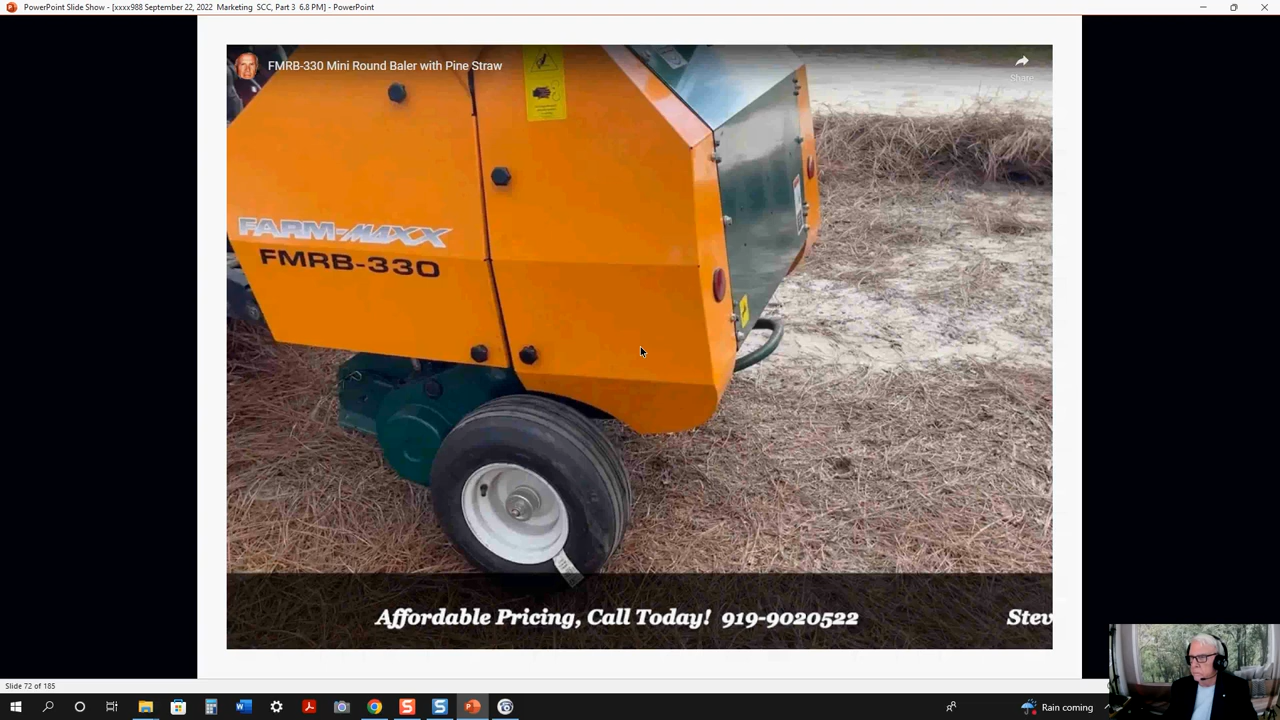 PowerPoint Slide Show - [xxxx988 September 22, 2022 Marketing SCC, Part 3 6.8 PM] - PowerPoint
FMRB-330 Mini Round Baler with Pine Straw
Share
FARM-MAXX
FMRB-330
Affordable Pricing, Call Today! 919-9020522
Stev
Slide 72 of 185
Rain coming